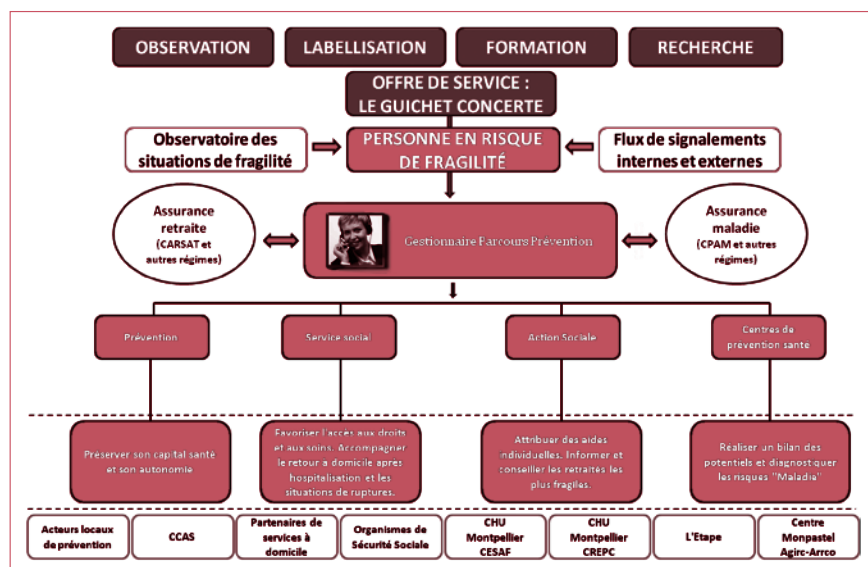 OBSERVATION
LABELLISATION
FORMATION
RECHERCHE
OFFRE DE SERVICE :
LE GUICHET CONCERTE
Observatoire des
situations de fragilité
PERSONNE EN RISQUE
DE FRAGILITÉ
Flux de signalements
internes et externes
Assurance
retraite
(CARSAT et
autres régimes)
Gestionnaire Parcours Prévention
Assurance
maladie
(CPAM et autres
régimes)
Prévention
Service social
Action Sociale
Centres de
prévention santé
Préserver son capital santé
et son autonomie
Favoriser l'accès aux droits
et aux soins. Accompagner
le retour a domicile après
hospitalisation et les
situations de ruptures.
Attribuer des aides
individuelles. Informer et
conseiller les retraités les
plus fragiles.
Réaliser un bilan des
potentiels et diagnostiquer
les risques "Maladie"
Acteurs locaux
de prévention
CCAS
Partenaires de
services à
domicile
Organismes de
Sécurité Sociale
CHU
Montpellier
CESAF
CHU
Montpellier
CREPC
L'Etape
Centre
Monpastel
Agirc-Arrco